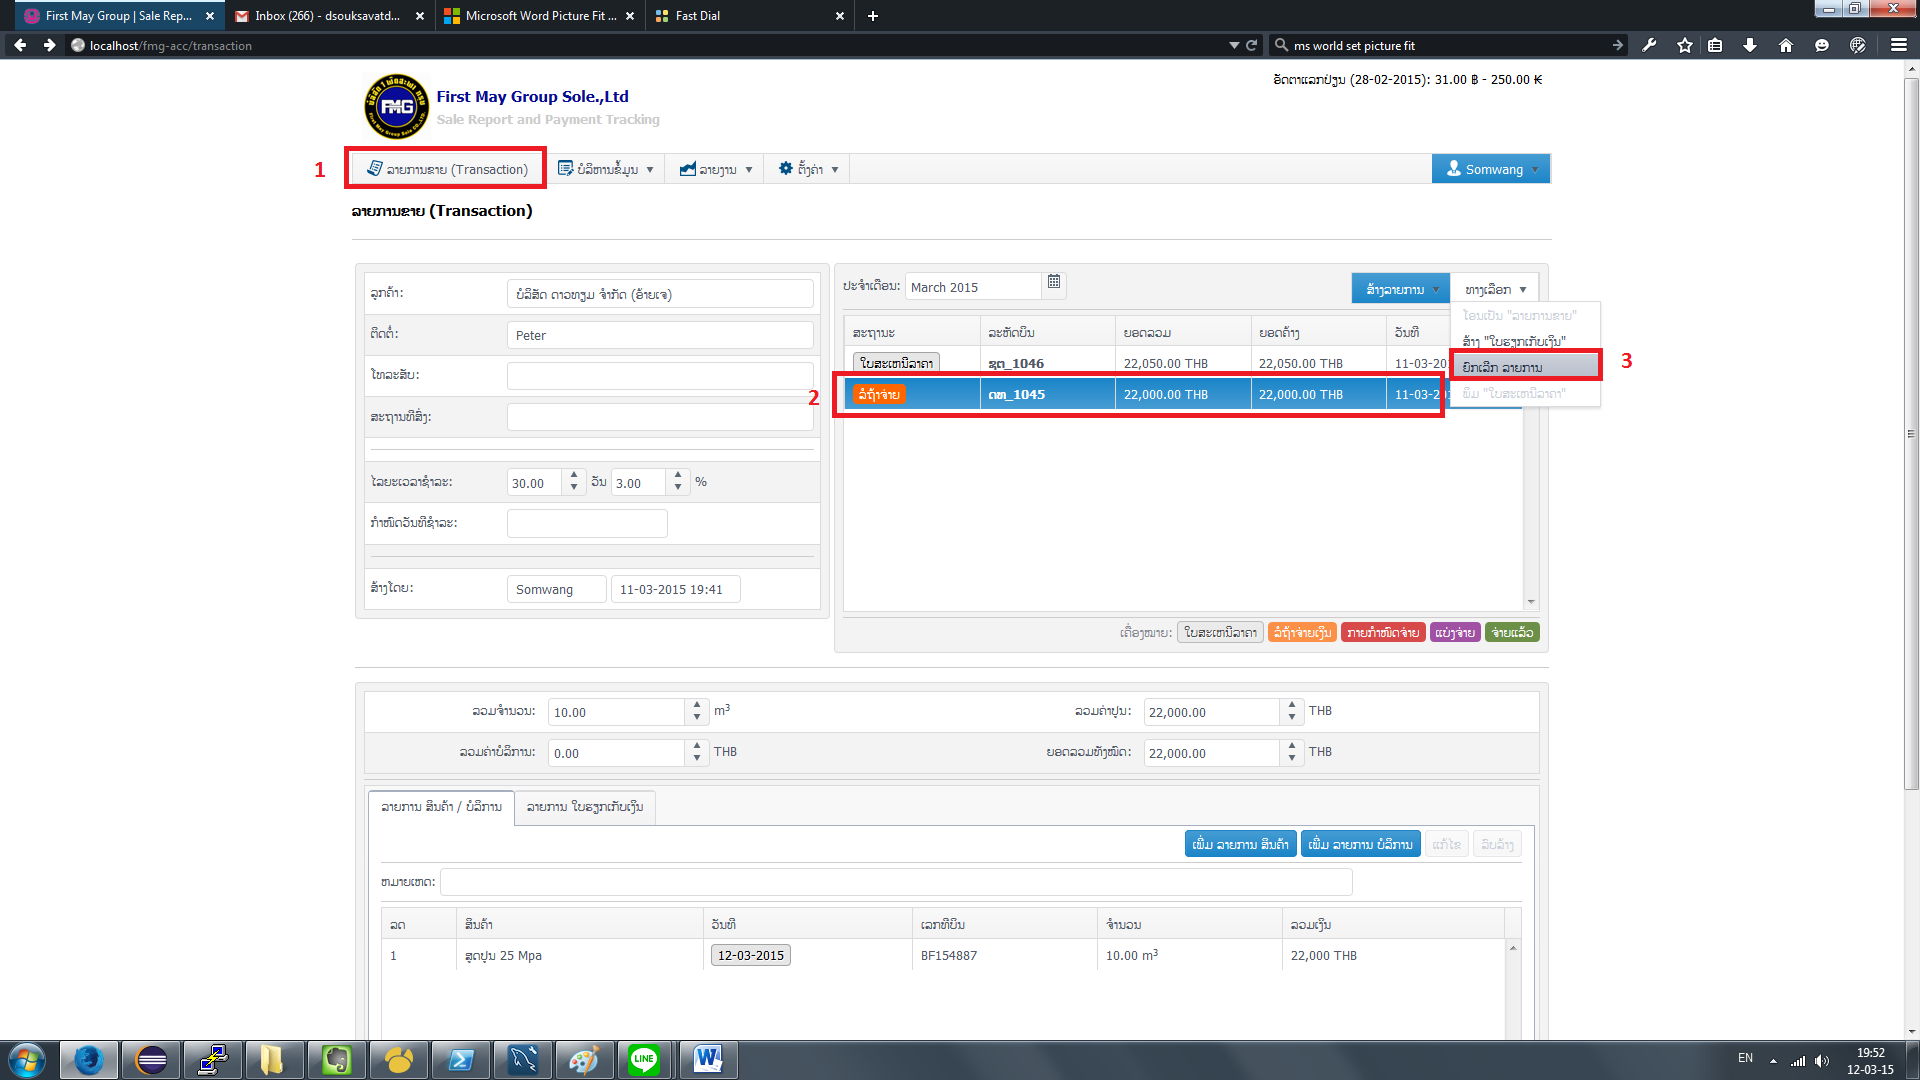 First May Group | Sale Rep...
Inbox (266) - dsouksavatd...
Microsoft Word Picture Fit ...
Fast Dial
localhost/fmg-acc/transaction
ms world set picture fit
FMG
First May Group Sole.,Ltd
Sale Report and Payment Tracking
ອັດຕາແລກປ່ຽນ (28-02-2015): 31.00 ฿ - 250.00 ₭
1
ລາຍການຂາຍ (Transaction)
ບໍລິຫານຂໍ້ມູນ
ລາຍງານ
ຕັ້ງຄ່າ
Somwang
ລາຍການຂາຍ (Transaction)
ລູກຄ້າ:
ບໍລິສັດ ດາວທຽມ ຈຳກັດ (ອ້າຍເຈ)
ຕິດຕໍ່:
Peter
ໂທລະສັບ:
ສະຖານທີ່ສົ່ງ:
ໄລຍະເວລາຊຳລະ:
30.00
ວັນ
3.00
%
ກຳໜົດວັນທີຊຳລະ:
ສ້າງໂດຍ:
Somwang
11-03-2015 19:41
ປະຈຳເດືອນ:
March 2015
ສ້າງລາຍການ
ທາງເລືອກ
ໂອນເປັນ "ລາຍການຂາຍ"
ສ້າງ "ໃບຮຽກເກັບເງິນ"
ຍົກເລີກ ລາຍການ
ພິມ "ໃບສະເຫນີລາຄາ"
3
ສະຖານະ ລະຫັດບິນ ຍອດລວມ ຍອດຄ້າງ ວັນທີ
ໃບສະເຫນີລາຄາ ຊຕ_1046 22,050.00 THB 22,050.00 THB 11-03-20
2
ລໍຖ້າຈ່າຍ ດຫ_1045 22,000.00 THB 22,000.00 THB 11-03-20
ເຄື່ອງໝາຍ: ໃບສະເຫນີລາຄາ ລໍຖ້າຈ່າຍເງິນ ກາຍກຳໜົດຈ່າຍ ແບ່ງຈ່າຍ ຈ່າຍແລ້ວ
ລວມຈຳນວນ: 10.00 m³
ລວມຄ່າປູນ: 22,000.00 THB
ລວມຄ່າບໍລິການ: 0.00 THB
ຍອດລວມທັງໝົດ: 22,000.00 THB
ລາຍການ ສິນຄ້າ / ບໍລິການ
ລາຍການ ໃບຮຽກເກັບເງິນ
ເພີ່ມ ລາຍການ ສິນຄ້າ
ເພີ່ມ ລາຍການ ບໍລິການ
ແກ້ໄຂ
ລົບລ້າງ
ຫມາຍເຫດ:
ລດ ສິນຄ້າ ວັນທີ ເລກທີບິນ ຈຳນວນ ລວມເງິນ
1 ສູດປູນ 25 Mpa 12-03-2015 BF154887 10.00 m³ 22,000 THB
LINE
EN
19:52
12-03-15